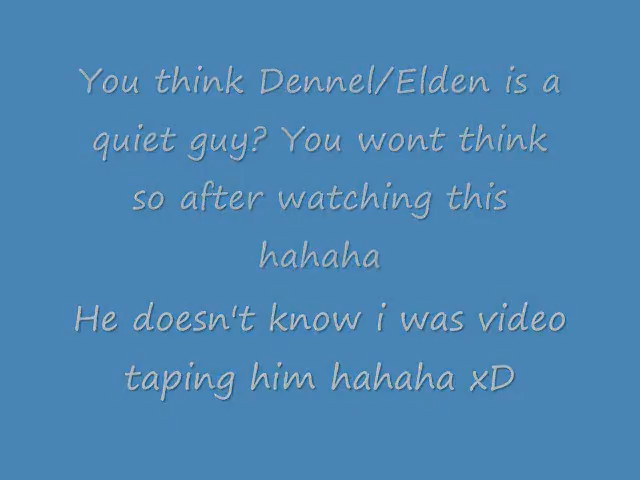 You think Dennel/Elden is a
quiet guy? You wont think
so after watching this
hahaha
He doesn't know i was video
taping him hahaha xD